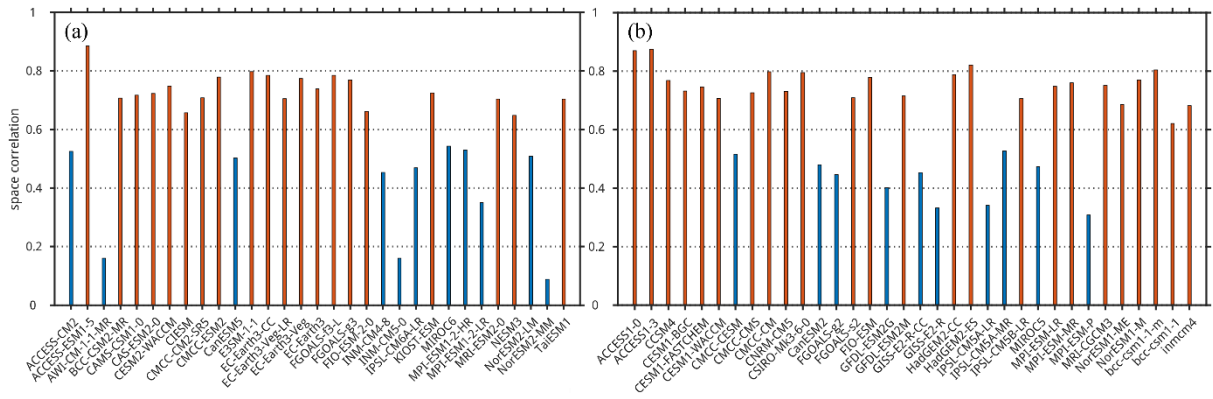 (a)
space correlation
1
0.8
0.6
0.4
0.2
0
ACCESS-CM2
ACCESS-ESM1-5
AWI-CM-1-1-MR
BCC-CSM2-MR
CAMS-CSM1-0
CAS-ESM2-0
CESM2-WACCM
CIESM
CMCC-CM2-SR5
CMCC-ESM2
CanESM5
E3SM-1-1
EC-Earth3-CC
EC-Earth3-Veg-LR
EC-Earth3-Veg
EC-Earth3
FGOALS-f3-L
FGOALS-g3
FIO-ESM-2-0
INM-CM4-8
INM-CM5-0
IPSL-CM6A-LR
KIOST-ESM
MIROC6
MPI-ESM1-2-HR
MPI-ESM1-2-LR
MRI-ESM2-0
NESM3
NorESM2-LM
NorESM2-MM
TaiESM1
(b)
1
0.8
0.6
0.4
0.2
0
ACCESS1-0
ACCESS1-3
CCSM4
CESM1-BGC
CESM1-FASTCHEM
CESM1-WACCM
CMCC-CESM
CMCC-CM5
CMCC-CM
CNRM-CM5
CSIRO-Mk3-6-0
CanESM2
FGOALS-g2
FGOALS-s2
FIO-ESM
GFDL-ESM2G
GFDL-ESM2M
GISS-E2-R-CC
GISS-E2-R
HadGEM2-CC
HadGEM2-ES
IPSL-CM5A-LR
IPSL-CM5A-MR
IPSL-CM5B-LR
MIROC5
MPI-ESM-LR
MPI-ESM-MR
MPI-ESM-P
MRI-CGCM3
NorESM1-ME
NorESM1-M
bcc-csm1-1-m
bcc-csm1-1
inmcm4